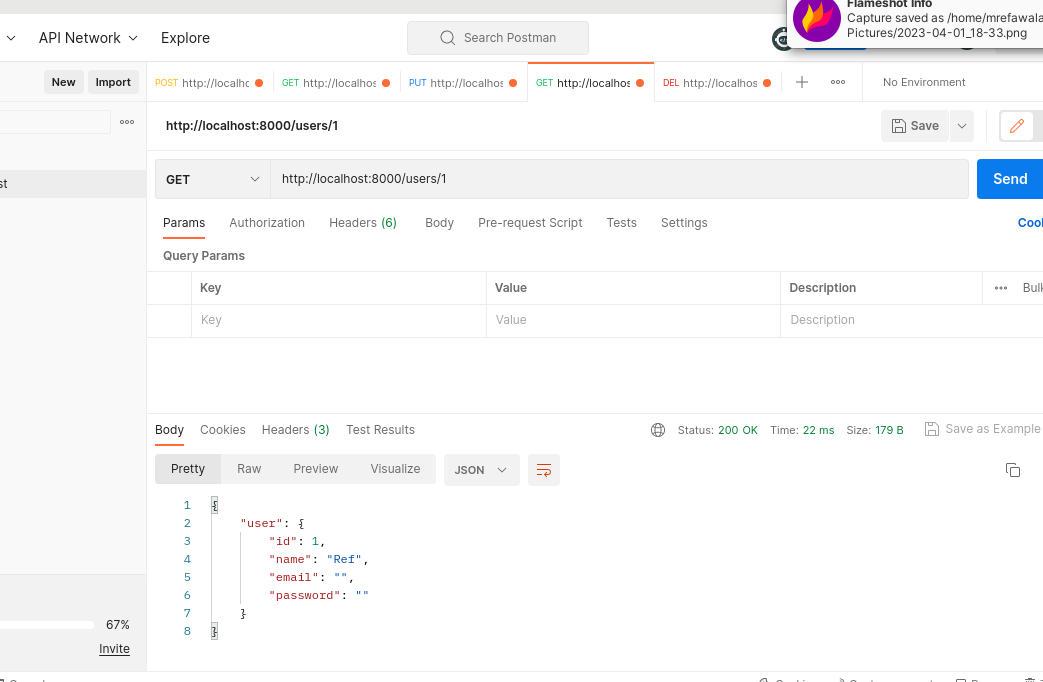 Flameshot Info
Capture saved as /home/mrefawala
Pictures/2023-04-01_18-33.png
API Network
Explore
Search Postman
New
Import
POST http://localhc
GET http://localhos
PUT http://localhos
GET http://localhos
DEL http://localhos
No Environment
http://localhost:8000/users/1
Save
st
GET
http://localhost:8000/users/1
Send
Params
Authorization
Headers (6)
Body
Pre-request Script
Tests
Settings
Cool
Query Params
Key
Value
Description
Bulk
Key
Value
Description
Body
Cookies
Headers (3)
Test Results
Status: 200 OK
Time: 22 ms
Size: 179 B
Save as Example
Pretty
Raw
Preview
Visualize
JSON
1 {
2 "user": {
3 "id": 1,
4 "name": "Ref",
5 "email": "",
6 "password": ""
7 }
8 }
67%
Invite